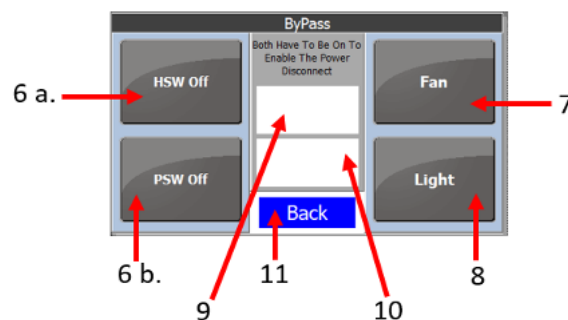 ByPass
HSW Off
Both Have To Be On To
Enable The Power
Disconnect
Fan
6 a.
7
PSW Off
Light
Back
6 b.
11
8
9
10